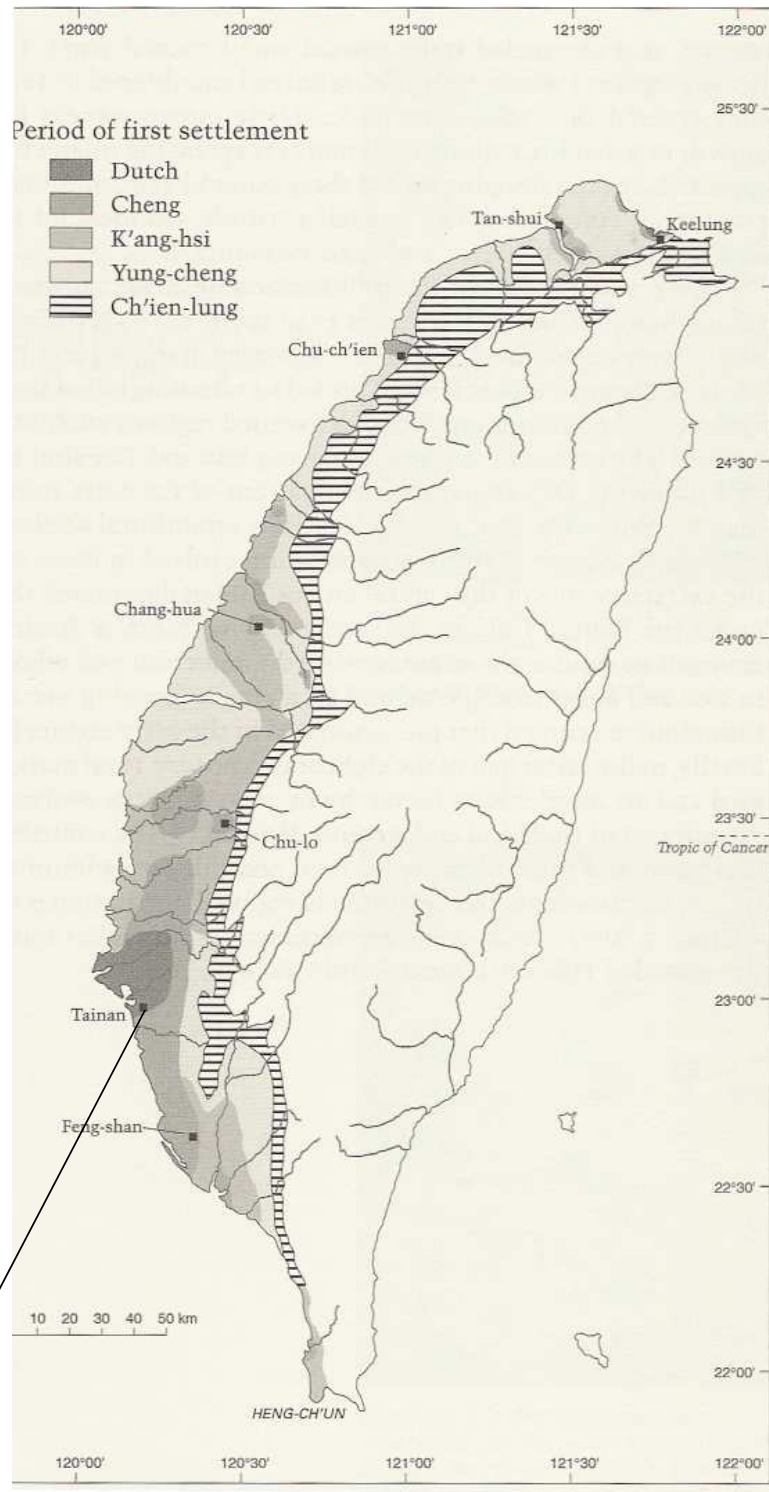 120°00' 120°30' 121°00' 121°30' 122°00'
25°30'
Period of first settlement
Dutch
Cheng
K'ang-hsi
Yung-cheng
Ch'ien-lung
Tan-shui
Keelung
Chu-ch'ien
24°30'
Chang-hua
24°00'
23°50'
Chu-lo
Tropic of Cancer
Tainan
23°00'
Feng-shan
22°30'
10 20 30 40 50 km
22°00'
HENG-CH'UN
120°00' 120°30' 121°00' 121°30' 122°0